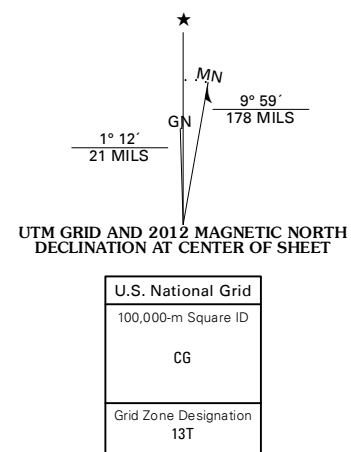 ★
MN
GN
9° 59´
178 MILS
1° 12´
21 MILS
UTM GRID AND 2012 MAGNETIC NORTH
DECLINATION AT CENTER OF SHEET
U.S. National Grid
100,000-m Square ID
CG
Grid Zone Designation
13T